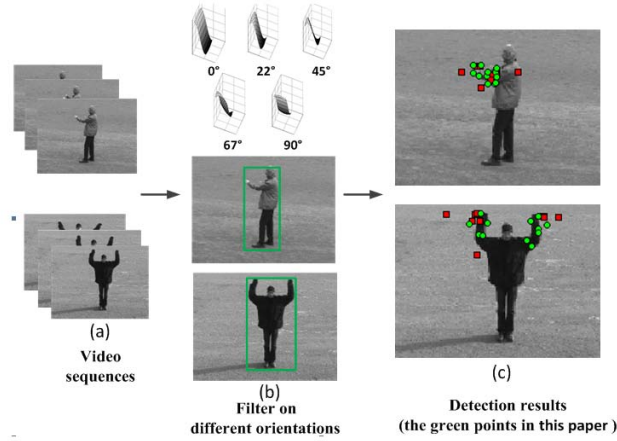 0° 22° 45°
67° 90°
(a)
Video
sequences
(b)
Filter on
different orientations
(c)
Detection results
(the green points in this paper )